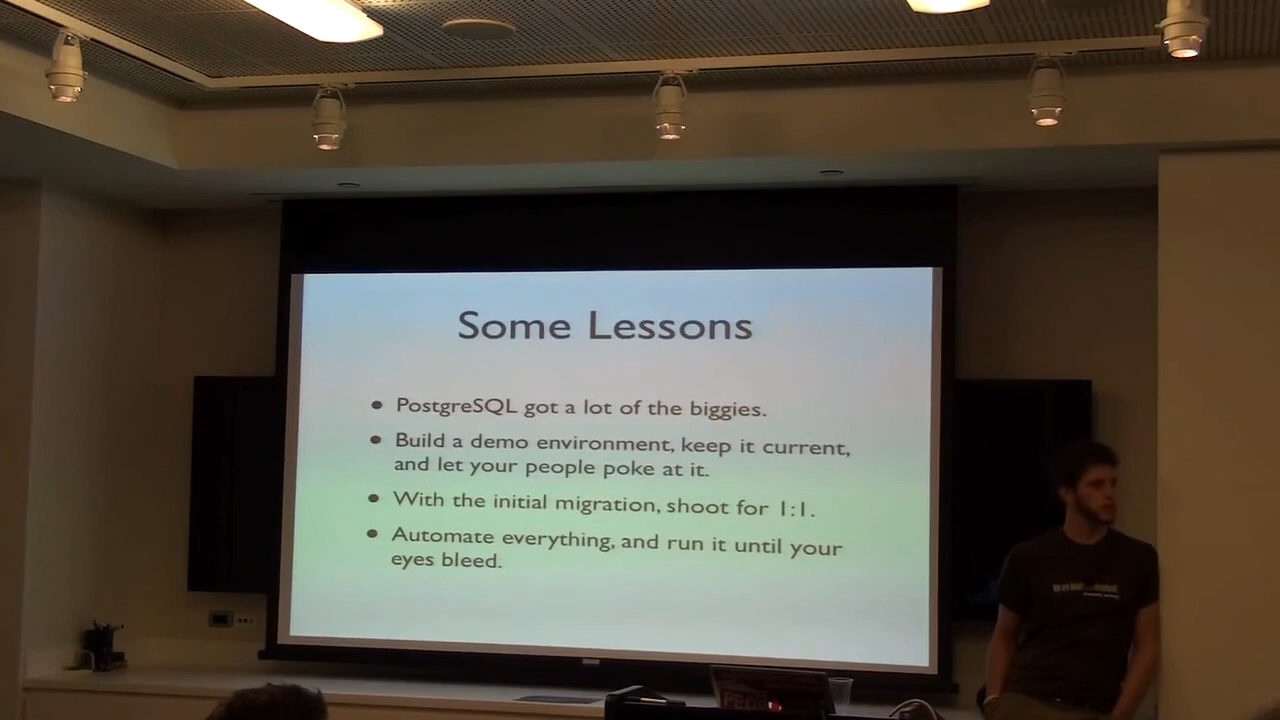 Some Lessons
• PostgreSQL got a lot of the biggies.
• Build a demo environment, keep it current,
and let your people poke at it.
• With the initial migration, shoot for 1:1.
• Automate everything, and run it until your
eyes bleed.